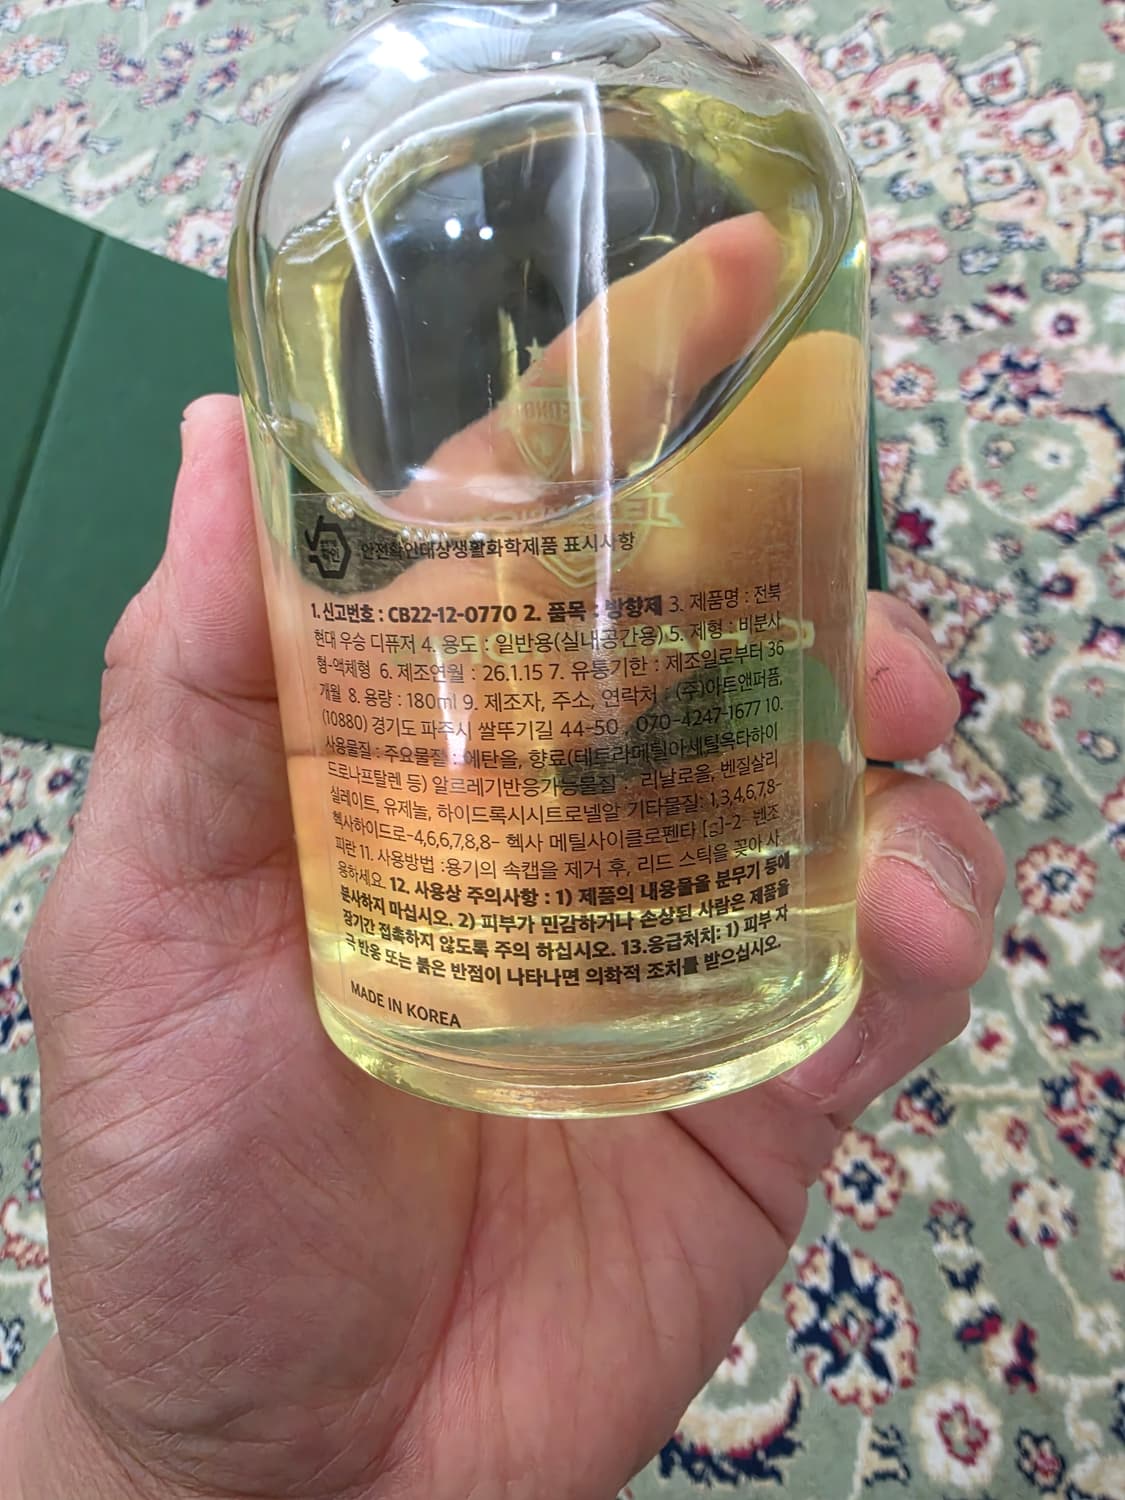 안전확인대상생활화학제품 표시사항
1. 신고번호 : CB22-12-0770 2. 품목 : 방향제 3. 제품명 : 전북
현대 우승 디퓨저 4. 용도 : 일반용(실내공간용) 5. 제형 : 비분사
형-액체형 6. 제조연월 : 26.1.15 7. 유통기한 : 제조일로부터 36
개월 8. 용량 : 180ml 9. 제조자, 주소, 연락처 : (주)아트앤퍼퓸,
(10880) 경기도 파주시 쌀뚜기길 44-50, 070-4247-1677 10.
사용물질 : 주요물질 : 에탄올, 향료(테트라메틸아세틸옥타하이
드로나프탈렌 등) 알르레기반응가능물질 : 리날로올, 벤질살리
실레이트, 유제놀, 하이드록시시트로넬알 기타물질: 1,3,4,6,7,8-
헥사하이드로-4,6,6,7,8,8- 헥사 메틸사이클로펜타 [g]-2- 벤조
피란 11. 사용방법 :용기의 속캡을 제거 후, 리드 스틱을 꽂아 사
용하세요. 12. 사용상 주의사항 : 1) 제품의 내용물을 분무기 등에
분사하지 마십시오. 2) 피부가 민감하거나 손상된 사람은 제품을
장기간 접촉하지 않도록 주의 하십시오. 13.응급처치: 1) 피부 자
극 반응 또는 붉은 반점이 나타나면 의학적 조치를 받으십시오.
MADE IN KOREA